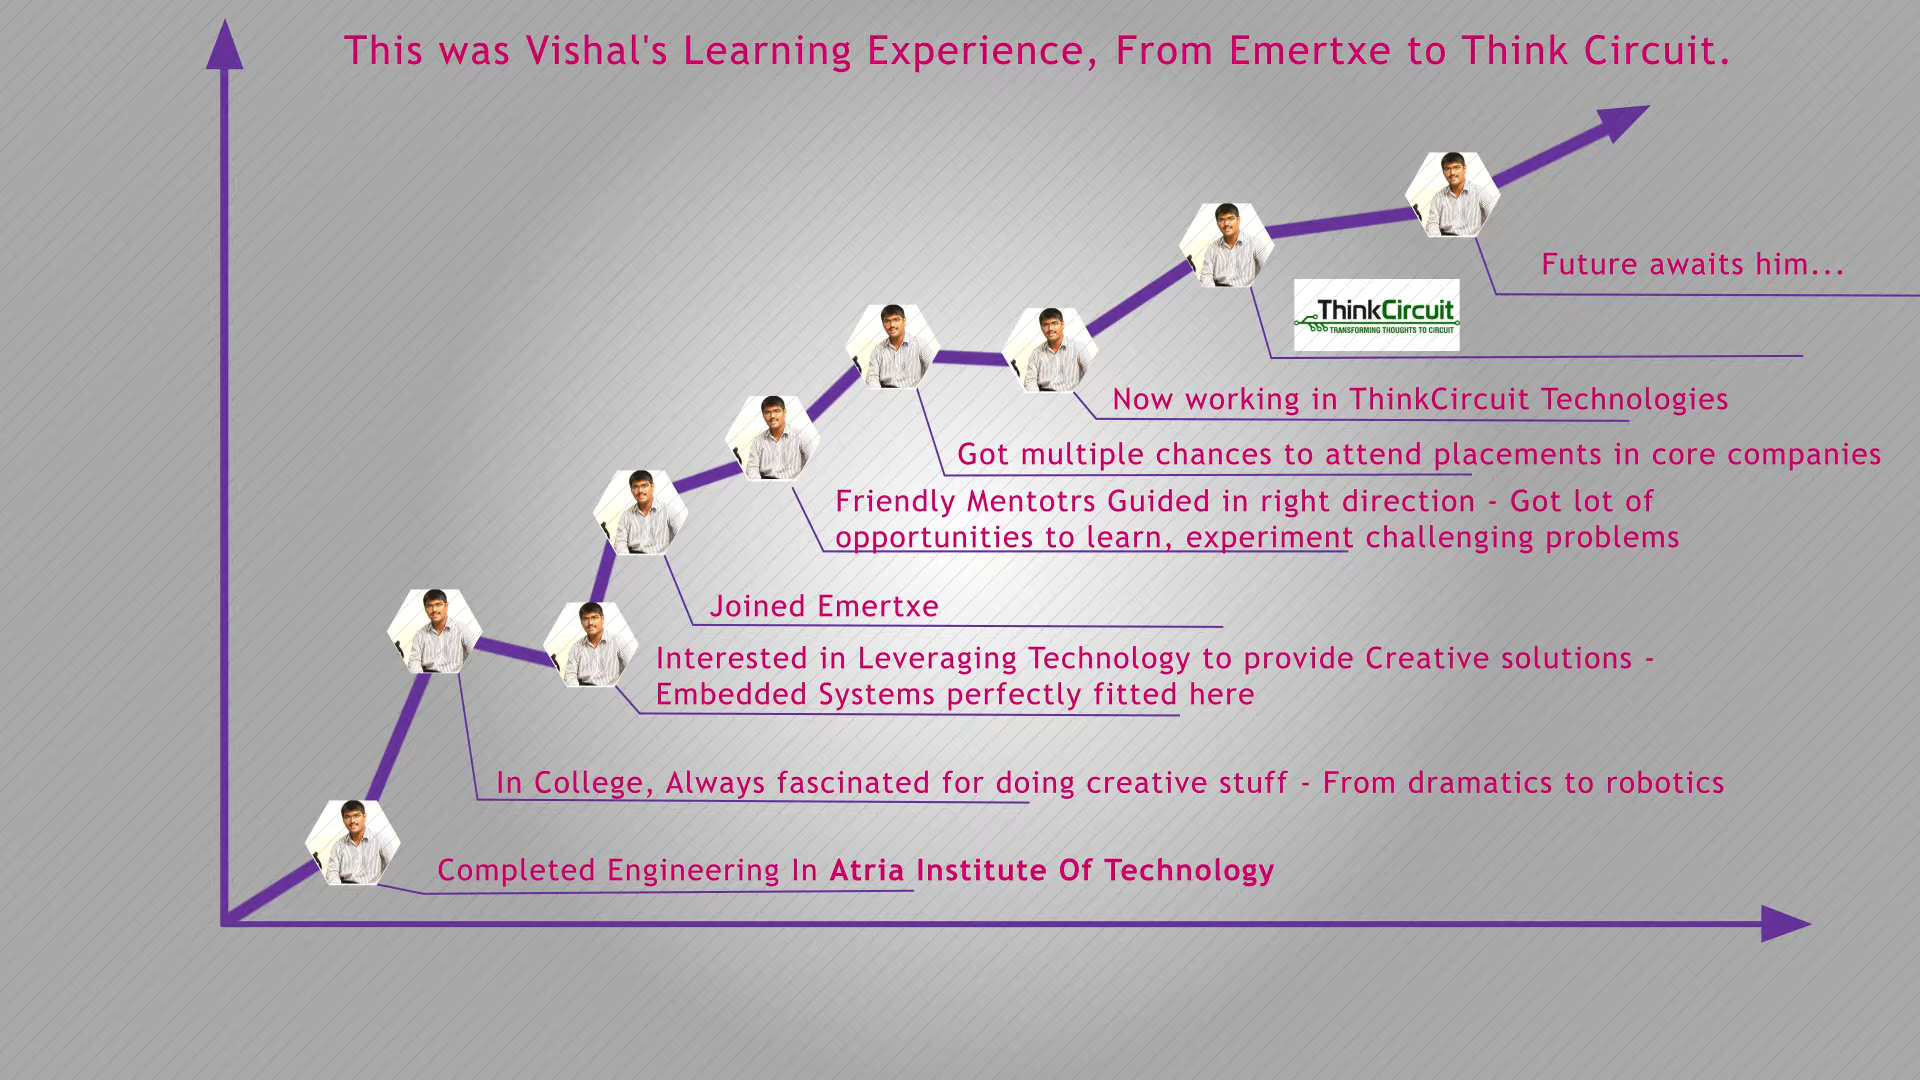 This was Vishal's Learning Experience, From Emertxe to Think Circuit.
Future awaits him...
ThinkCircuit
TRANSFORMING THOUGHTS TO CIRCUIT
Now working in ThinkCircuit Technologies
Got multiple chances to attend placements in core companies
Friendly Mentotrs Guided in right direction - Got lot of
opportunities to learn, experiment challenging problems
Joined Emertxe
Interested in Leveraging Technology to provide Creative solutions -
Embedded Systems perfectly fitted here
In College, Always fascinated for doing creative stuff - From dramatics to robotics
Completed Engineering In Atria Institute Of Technology